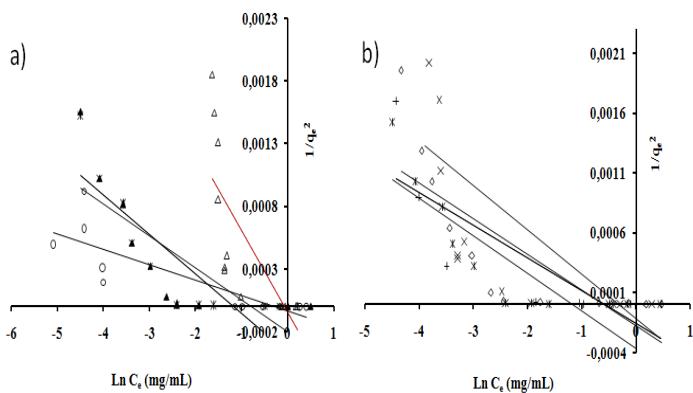 a)
0,0023
0,0018
0,0013
0,0008
0,0003
-0,0002
1/qe²
-6 -5 -4 -3 -2 -1 0 1
Ln Ce (mg/mL)
b)
0,0021
0,0016
0,0011
0,0006
0,0001
-0,0004
1/qe²
-5 -4 -3 -2 -1 0 1
Ln Ce (mg/mL)